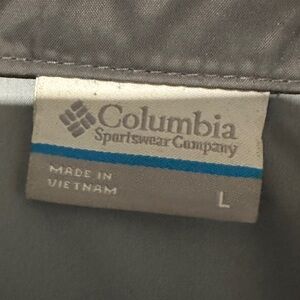 Columbia
Sportswear Company
MADE IN
VIETNAM
L